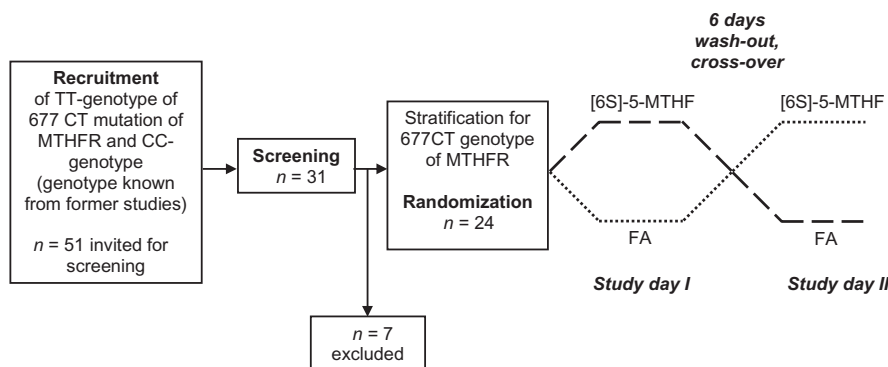 Recruitment
of TT-genotype of
677 CT mutation of
MTHFR and CC-
genotype
(genotype known
from former studies)
n = 51 invited for
screening
Screening
n = 31
n = 7
excluded
Stratification for
677CT genotype
of MTHFR
Randomization
n = 24
6 days
wash-out,
cross-over
[6S]-5-MTHF
[6S]-5-MTHF
FA
FA
Study day I
Study day II